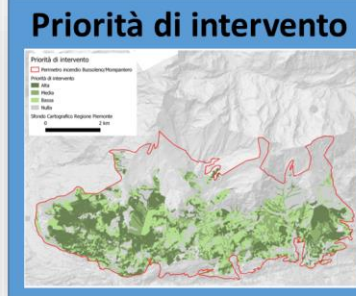 Priorità di intervento
Priorità di intervento
Perimetro incendio Bussoleno/Mompantero
Priorità di intervento
Alta
Media
Bassa
Nulla
Sfondo Cartografico Regione Piemonte
0 2 km